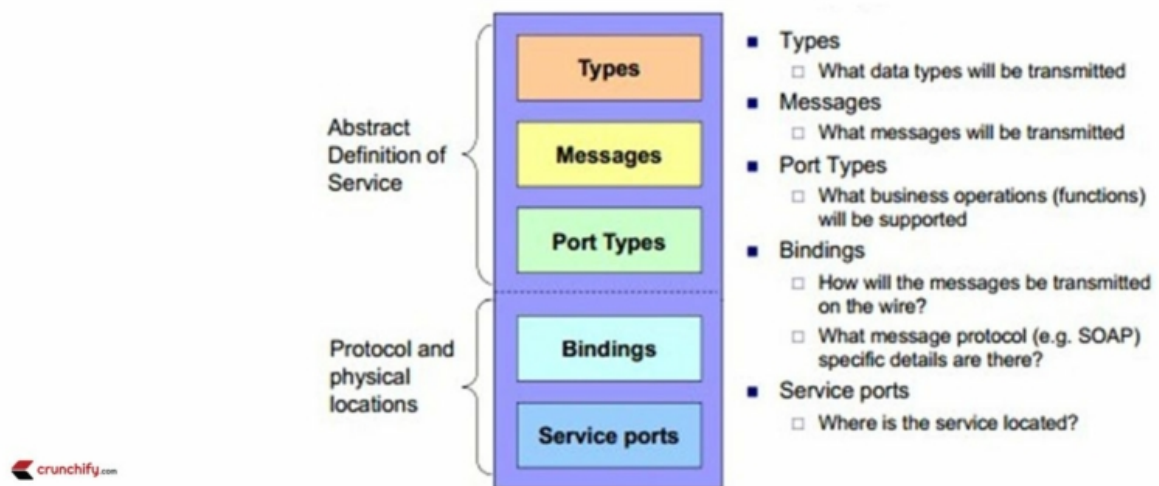 Abstract
Definition of
Service
Protocol and
physical
locations
Types
Messages
Port Types
Bindings
Service ports
Types
What data types will be transmitted
Messages
What messages will be transmitted
Port Types
What business operations (functions)
will be supported
Bindings
How will the messages be transmitted
on the wire?
What message protocol (e.g. SOAP)
specific details are there?
Service ports
Where is the service located?
crunchify.com